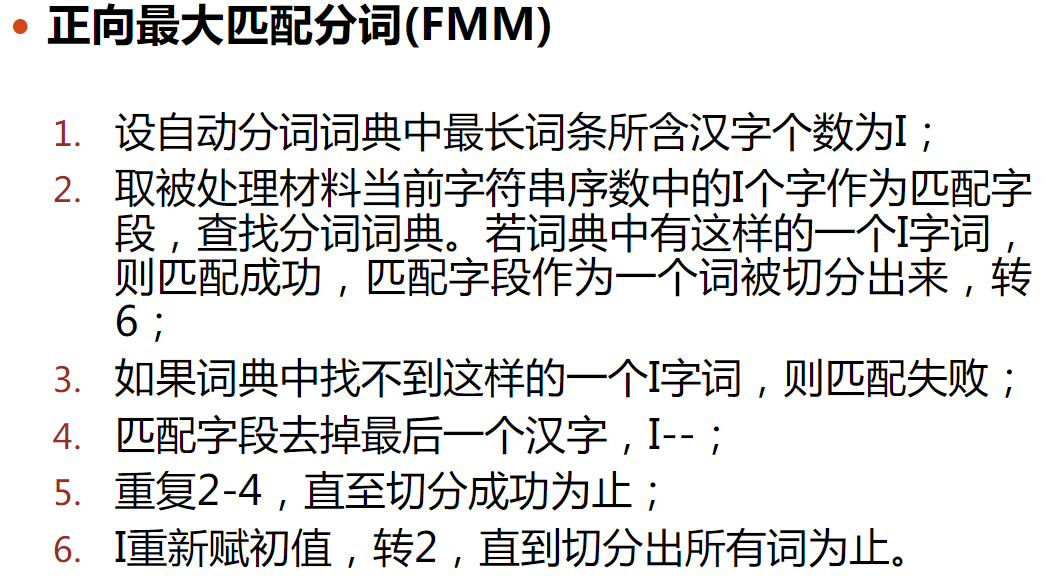 • 正向最大匹配分词(FMM)
1. 设自动分词词典中最长词条所含汉字个数为I；
2. 取被处理材料当前字符串序数中的I个字作为匹配字
段，查找分词词典。若词典中有这样的一个I字词，
则匹配成功，匹配字段作为一个词被切分出来，转
6；
3. 如果词典中找不到这样的一个I字词，则匹配失败；
4. 匹配字段去掉最后一个汉字，I--；
5. 重复2-4，直至切分成功为止；
6. I重新赋初值，转2，直到切分出所有词为止。